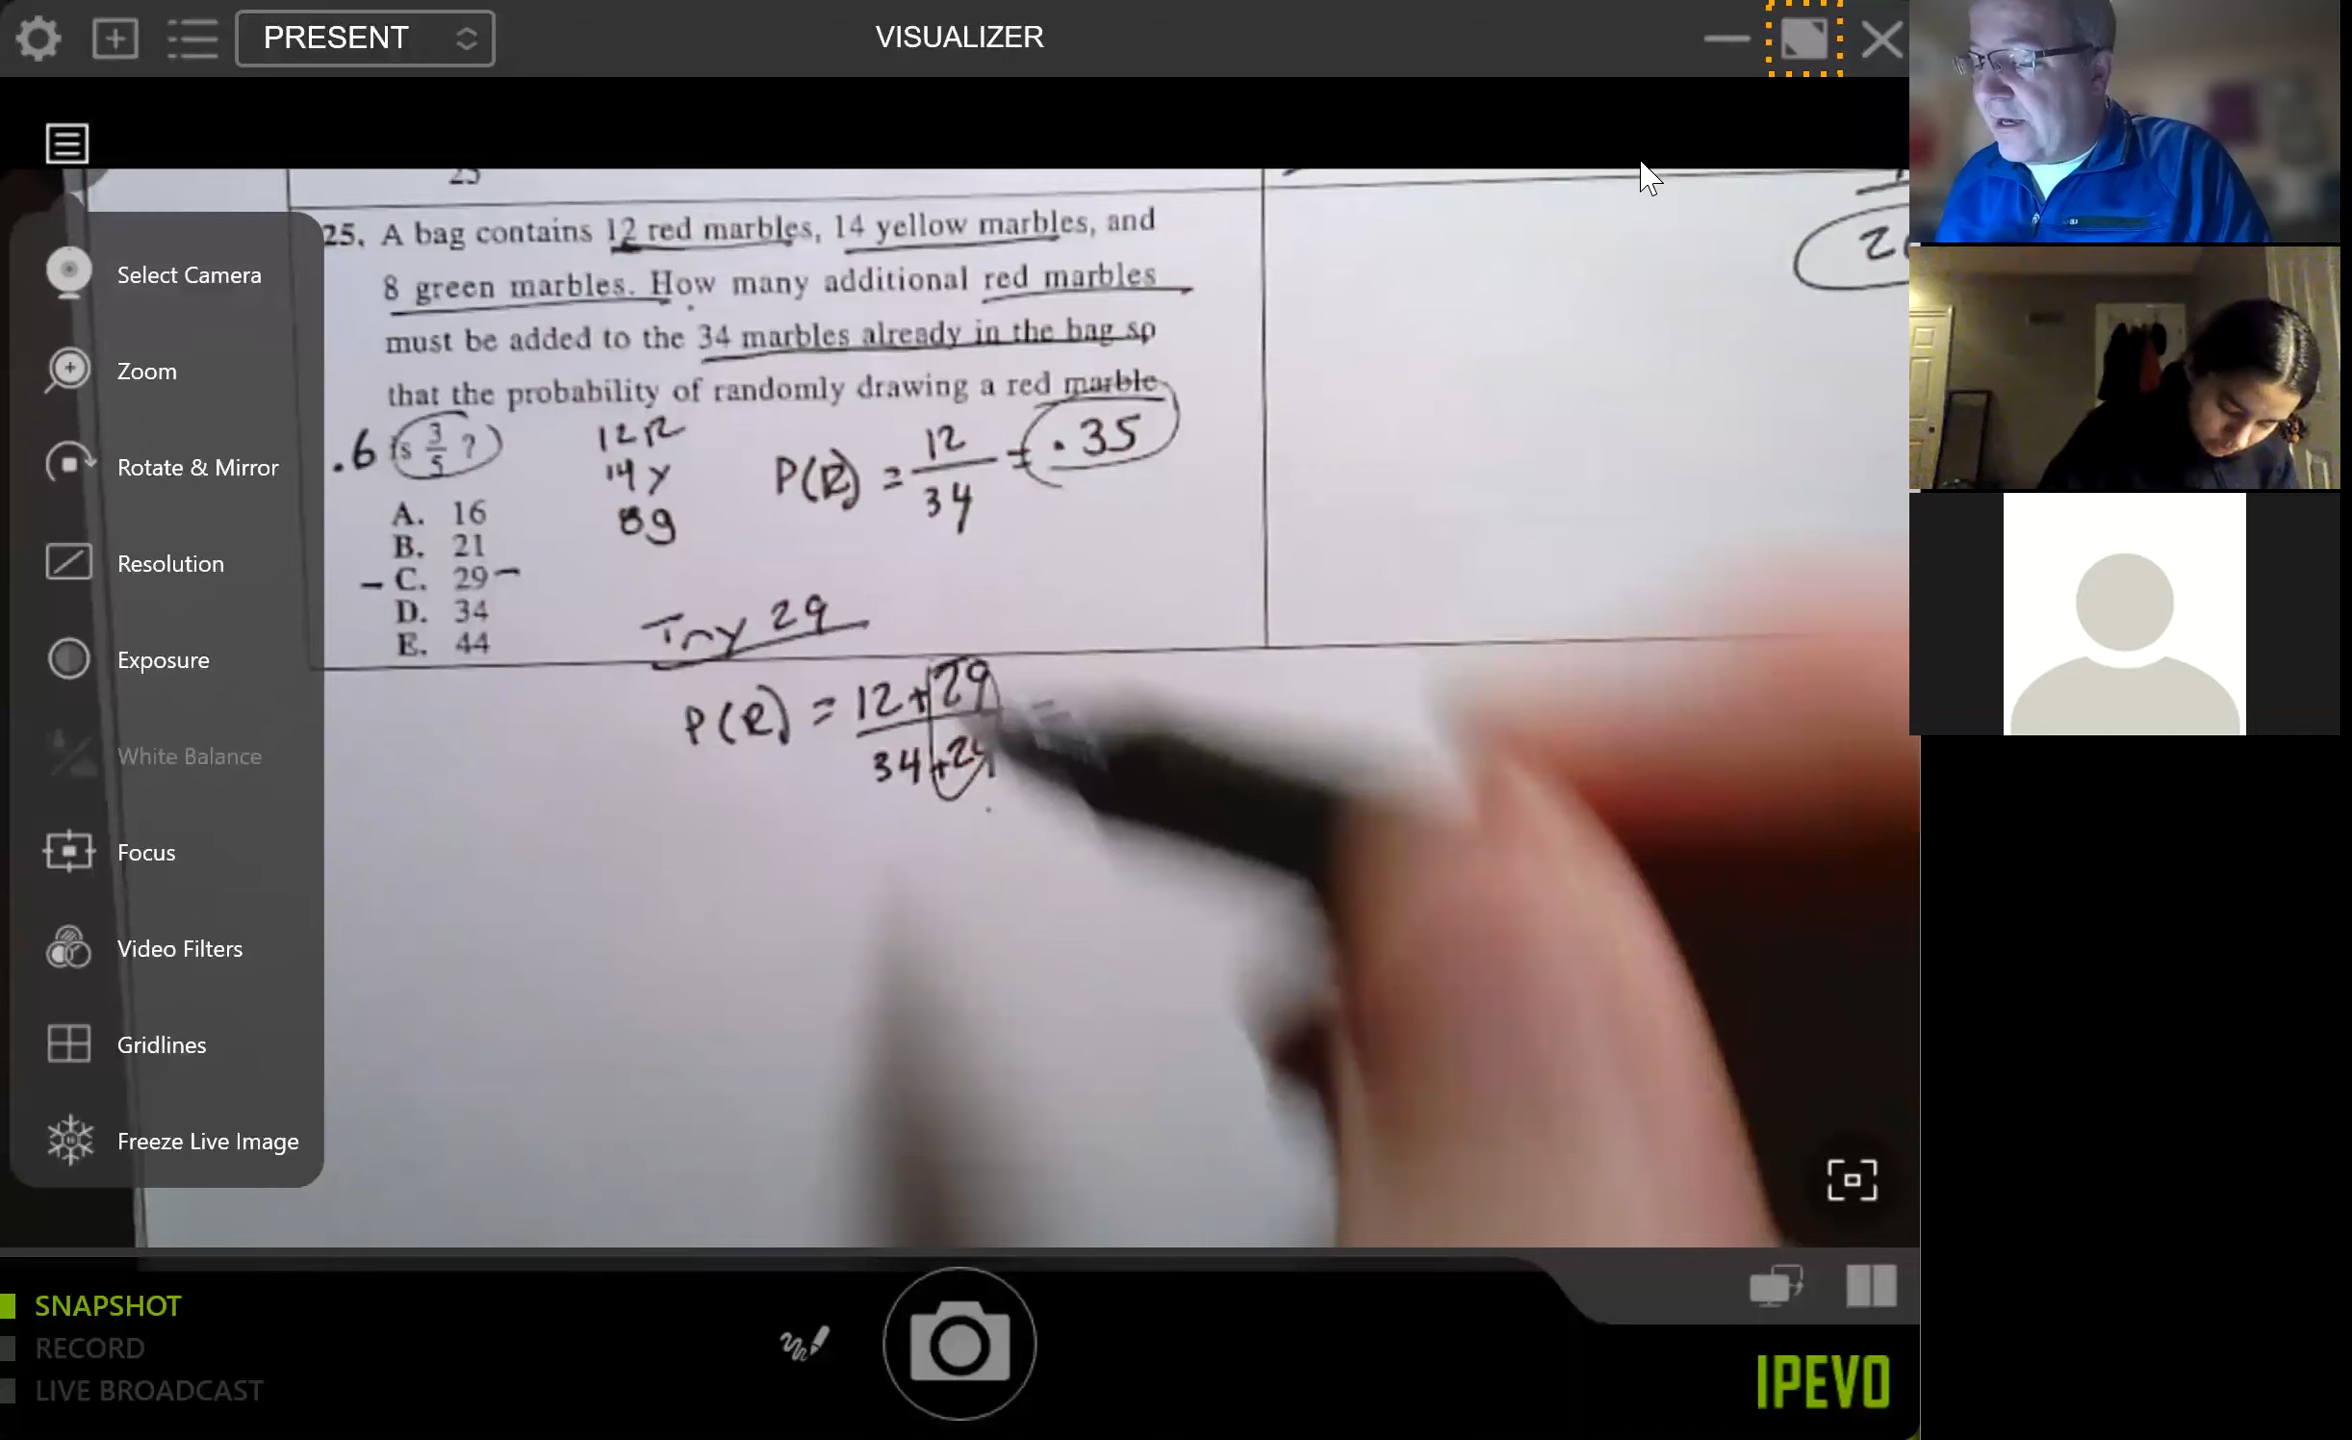 PRESENT
VISUALIZER
Select Camera
Zoom
Rotate & Mirror
Resolution
Exposure
White Balance
Focus
Video Filters
Gridlines
Freeze Live Image
25. A bag contains 12 red marbles, 14 yellow marbles, and
8 green marbles. How many additional red marbles
must be added to the 34 marbles already in the bag so
that the probability of randomly drawing a red marble
.6 is 3/5 ?
12R
14y
8g
P(R) = 12/34 = .35
A. 16
B. 21
– C. 29 –
D. 34
E. 44
Try 29
P(R) = 12+29/34+29 =
SNAPSHOT
RECORD
LIVE BROADCAST
IPEVO